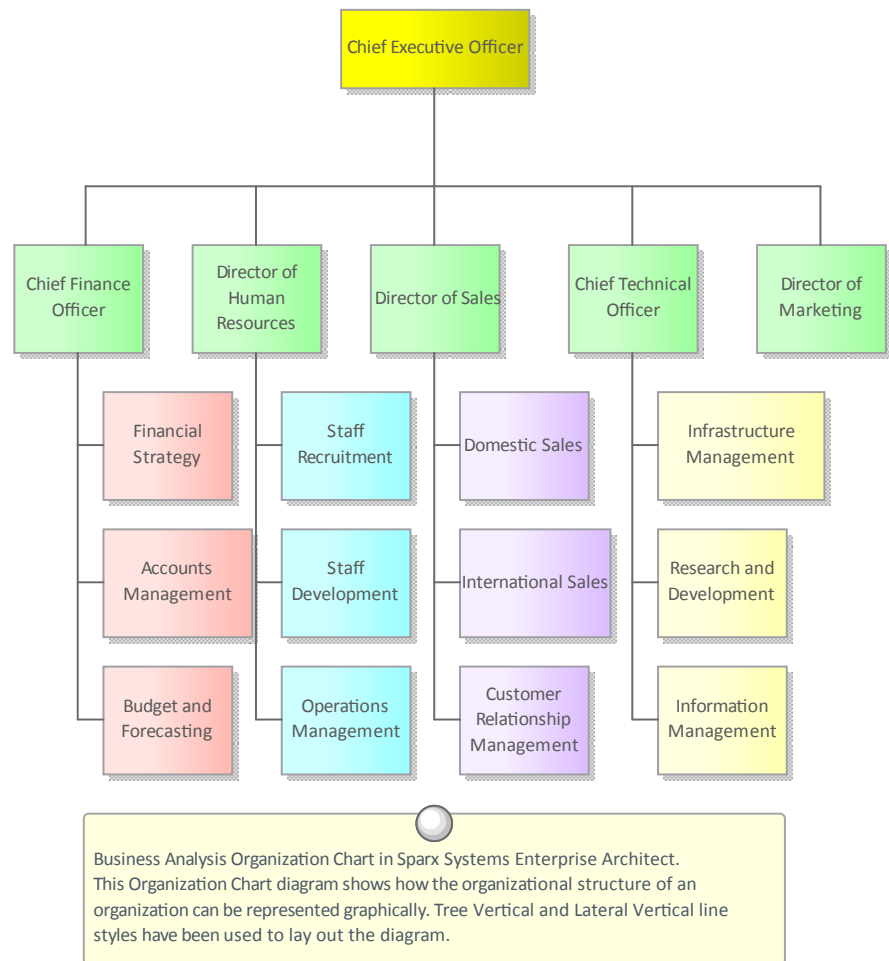 Chief Executive Officer
Chief Finance
Officer
Director of
Human
Resources
Director of Sales
Chief Technical
Officer
Director of
Marketing
Financial
Strategy
Staff
Recruitment
Domestic Sales
Infrastructure
Management
Accounts
Management
Staff
Development
International Sales
Research and
Development
Budget and
Forecasting
Operations
Management
Customer
Relationship
Management
Information
Management
Business Analysis Organization Chart in Sparx Systems Enterprise Architect.
This Organization Chart diagram shows how the organizational structure of an
organization can be represented graphically. Tree Vertical and Lateral Vertical line
styles have been used to lay out the diagram.